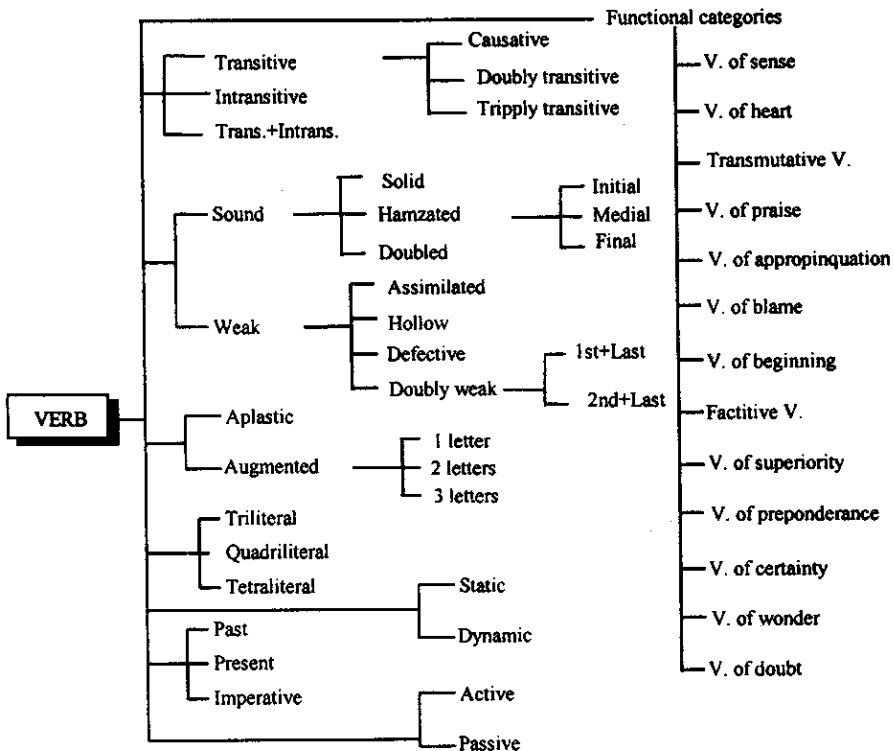 Functional categories
Transitive
Intransitive
Trans.+Intrans.
Causative
Doubly transitive
Tripply transitive
Sound
Solid
Hamzated
Doubled
Initial
Medial
Final
Weak
Assimilated
Hollow
Defective
Doubly weak
1st+Last
2nd+Last
VERB
Aplastic
Augmented
1 letter
2 letters
3 letters
Triliteral
Quadriliteral
Tetraliteral
Static
Dynamic
Past
Present
Imperative
Active
Passive
V. of sense
V. of heart
Transmutative V.
V. of praise
V. of appropinquation
V. of blame
V. of beginning
Factitive V.
V. of superiority
V. of preponderance
V. of certainty
V. of wonder
V. of doubt